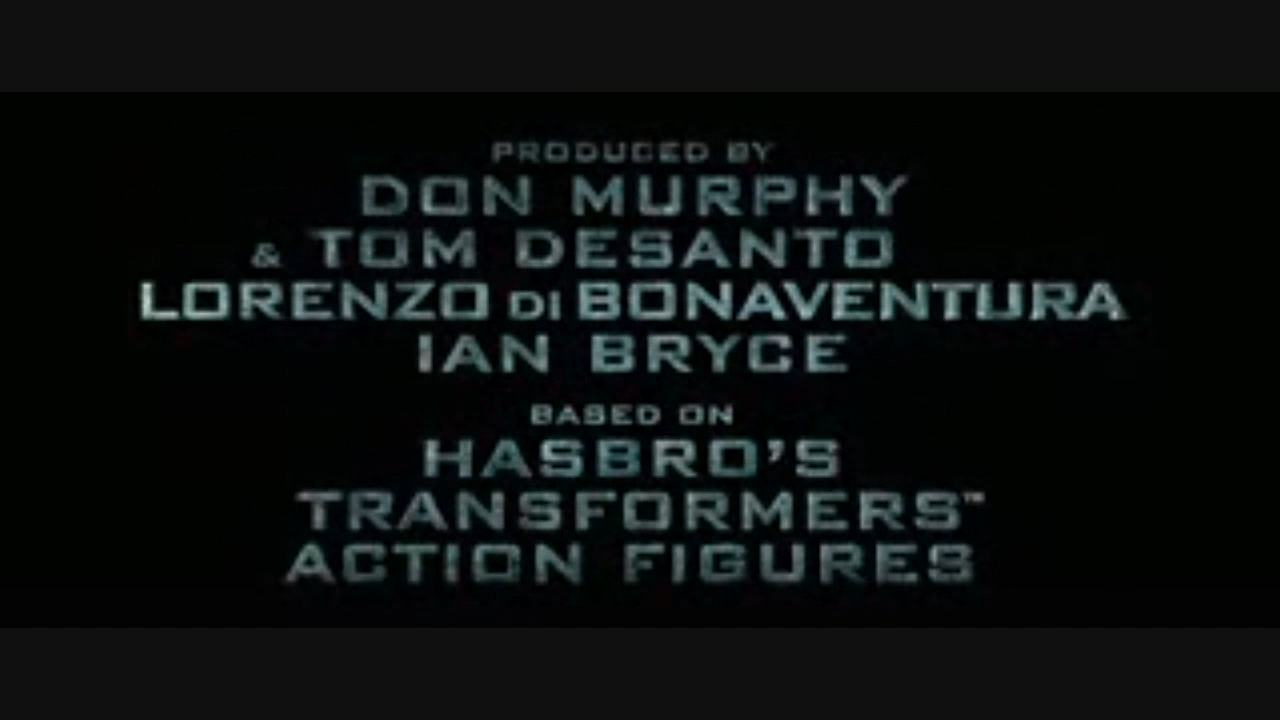 PRODUCED BY
DON MURPHY
& TOM DESANTO
LORENZO DI BONAVENTURA
IAN BRYCE
BASED ON
HASBRO'S
TRANSFORMERS™
ACTION FIGURES